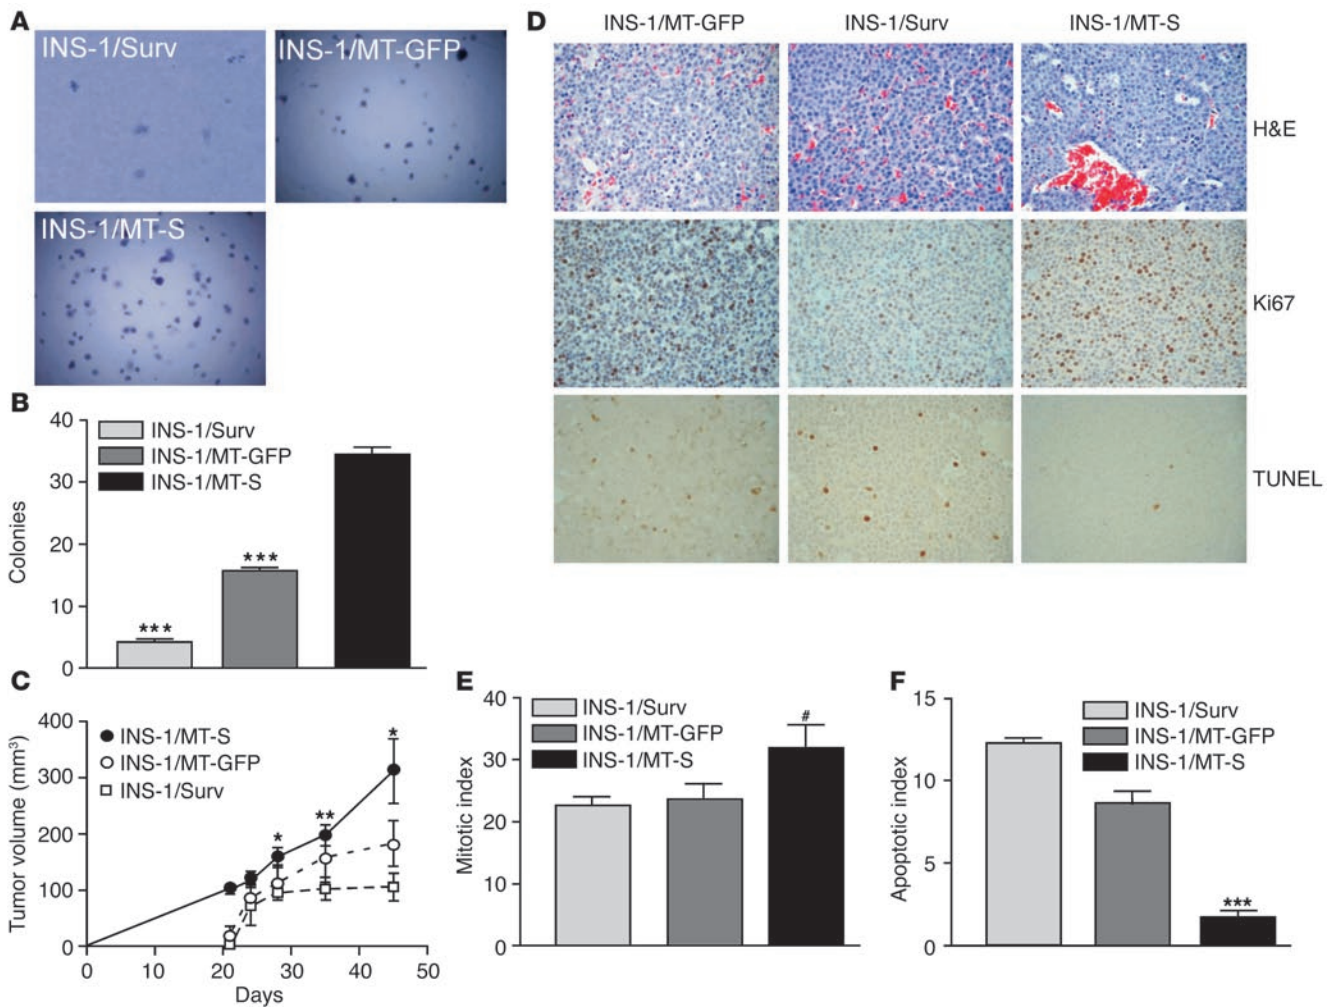 A
INS-1/Surv
INS-1/MT-GFP
INS-1/MT-S
B
40
30
20
10
0
Colonies
INS-1/Surv
INS-1/MT-GFP
INS-1/MT-S
***
***
C
400
300
200
100
0
Tumor volume (mm³)
INS-1/MT-S
INS-1/MT-GFP
INS-1/Surv
*
**
*
0 10 20 30 40 50
Days
D
INS-1/MT-GFP INS-1/Surv INS-1/MT-S
H&E
Ki67
TUNEL
E
40
30
20
10
0
Mitotic index
INS-1/Surv
INS-1/MT-GFP
INS-1/MT-S
#
F
15
10
5
0
Apoptotic index
INS-1/Surv
INS-1/MT-GFP
INS-1/MT-S
***